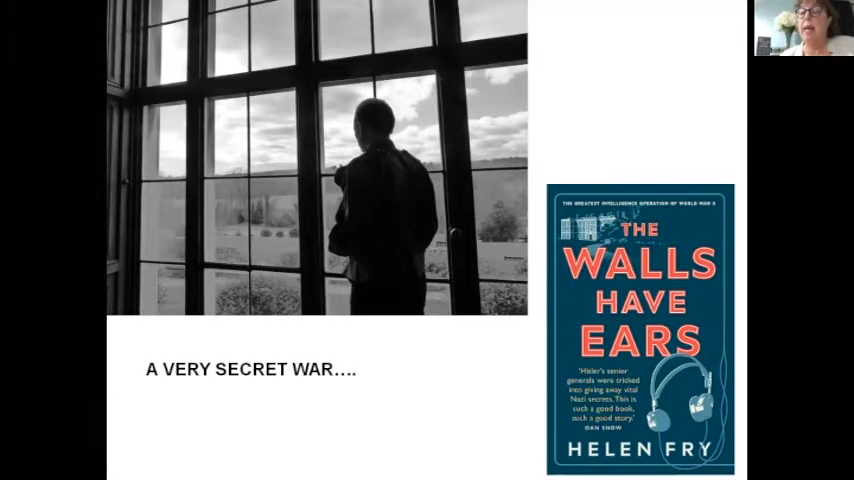 A VERY SECRET WAR....
THE GREATEST INTELLIGENCE OPERATION OF WORLD WAR II
THE
WALLS
HAVE
EARS
'Hitler's senior
generals were tricked
into giving away vital
Nazi secrets. This is
such a good book,
such a good story.'
DAN SNOW
HELEN FRY